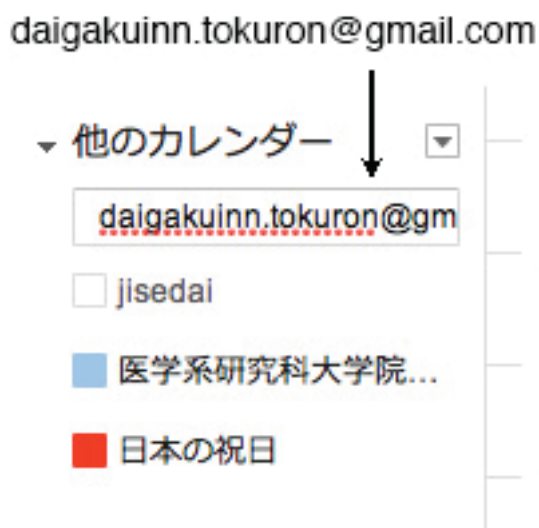 daigakuinn.tokuron@gmail.com
他のカレンダー
daigakuinn.tokuron@gm
jisedai
医学系研究科大学院...
日本の祝日